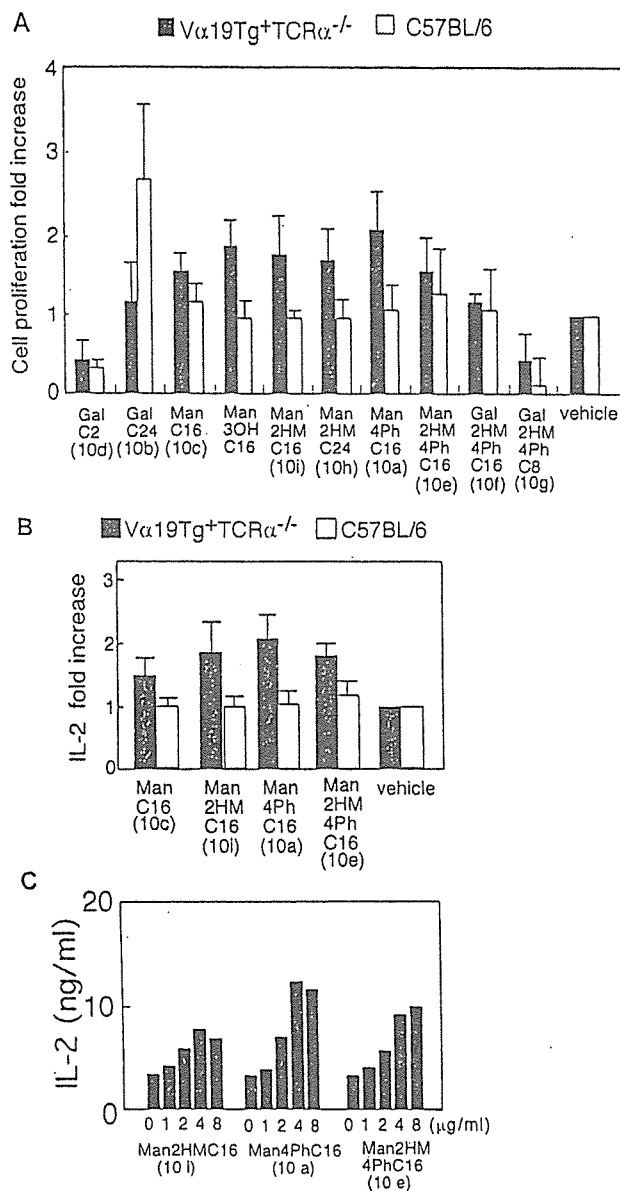 A
Vα19Tg+TCRα-/- C57BL/6
Cell proliferation fold increase
4
3
2
1
0
Gal C2 (10d)
Gal C24 (10b)
Man C16. (10c)
Man 3OH C16
Man 2HM C16 (10i)
Man 2HM C24 (10h)
Man 4Ph C16 (10a)
Man 2HM 4Ph C16 (10e)
Gal 2HM 4Ph C16 (10f)
Gal 2HM 4Ph C8 (10g)
vehicle
B
Vα19Tg+TCRα-/- C57BL/6
IL-2 fold increase
3
2
1
0
Man C16 (10c)
Man 2HM C16 (10i)
Man 4Ph C16 (10a)
Man 2HM 4Ph C16 (10e)
vehicle
C
IL-2 (ng/ml)
20
10
0
0 1 2 4 8 0 1 2 4 8 0 1 2 4 8 (μg/ml)
Man2HMC16 (10 i)
Man4PhC16 (10 a)
Man2HM 4PhC16 (10 e)